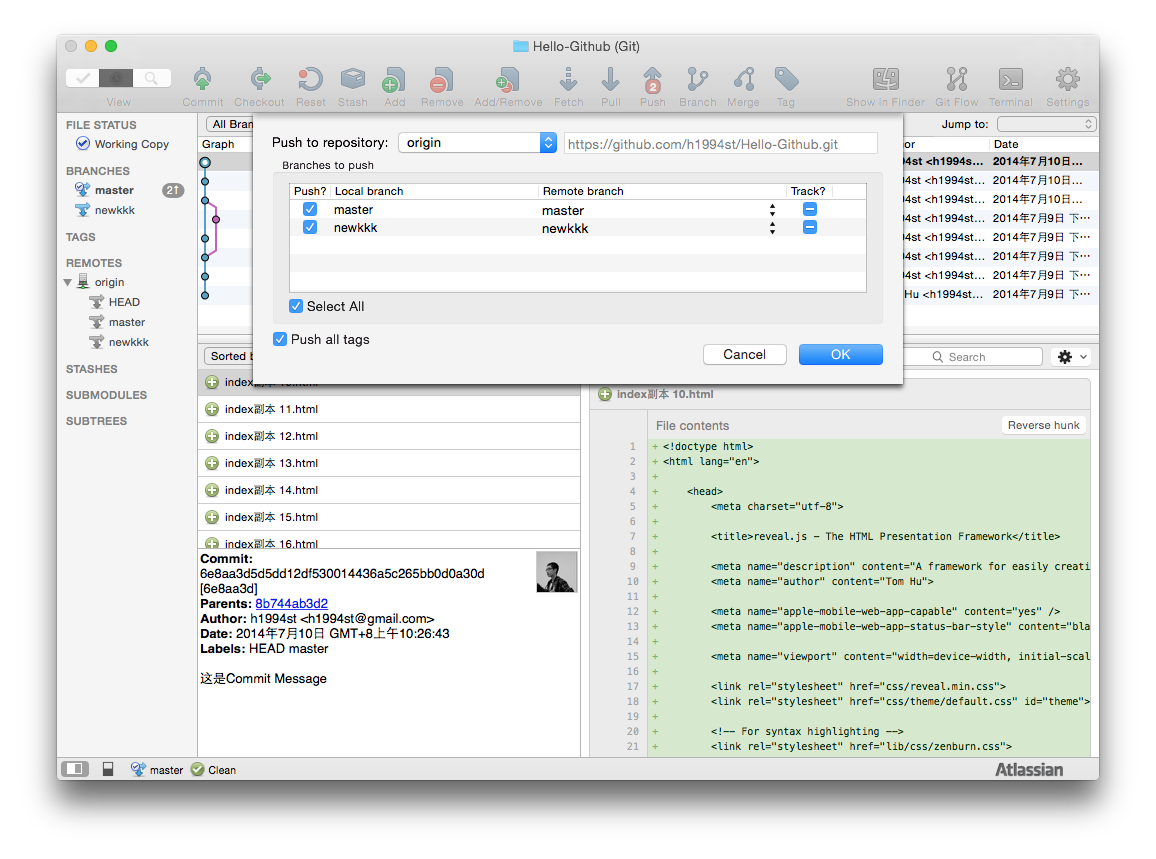 Hello-Github (Git)
View
Commit
Checkout
Reset
Stash
Add
Remove
Add/Remove
Fetch
Pull
2
Push
Branch
Merge
Tag
Show in Finder
Git Flow
Terminal
Settings
FILE STATUS
Working Copy
BRANCHES
master 2↑
newkkk
TAGS
REMOTES
origin
HEAD
master
newkkk
STASHES
SUBMODULES
SUBTREES
All Bran
Jump to:
Graph
or Date
4st <h1994s... 2014年7月10日...
4st <h1994st... 2014年7月10日...
4st <h1994st... 2014年7月10日...
4st <h1994st... 2014年7月9日 下⋯
4st <h1994st... 2014年7月9日 下⋯
4st <h1994st... 2014年7月9日 下⋯
4st <h1994st... 2014年7月9日 下⋯
Hu <h1994st... 2014年7月9日 下⋯
Push to repository: origin https://github.com/h1994st/Hello-Github.git
Branches to push
Push? Local branch Remote branch Track?
master master
newkkk newkkk
Select All
Push all tags
Cancel OK
Sorted b
Search
index副本 11.html
index副本 12.html
index副本 13.html
index副本 14.html
index副本 15.html
index副本 16.html
Commit:
6e8aa3d5d5dd12df530014436a5c265bb0d0a30d
[6e8aa3d]
Parents: 8b744ab3d2
Author: h1994st <h1994st@gmail.com>
Date: 2014年7月10日 GMT+8上午10:26:43
Labels: HEAD master
这是Commit Message
index副本 10.html
File contents Reverse hunk
1 + <!doctype html>
2 + <html lang="en">
3 +
4 + <head>
5 + <meta charset="utf-8">
6 +
7 + <title>reveal.js - The HTML Presentation Framework</title>
8 +
9 + <meta name="description" content="A framework for easily creati
10 + <meta name="author" content="Tom Hu">
11 +
12 + <meta name="apple-mobile-web-app-capable" content="yes" />
13 + <meta name="apple-mobile-web-app-status-bar-style" content="bla
14 +
15 + <meta name="viewport" content="width=device-width, initial-scal
16 +
17 + <link rel="stylesheet" href="css/reveal.min.css">
18 + <link rel="stylesheet" href="css/theme/default.css" id="theme">
19 +
20 + <!-- For syntax highlighting -->
21 + <link rel="stylesheet" href="lib/css/zenburn.css">
master Clean
Atlassian